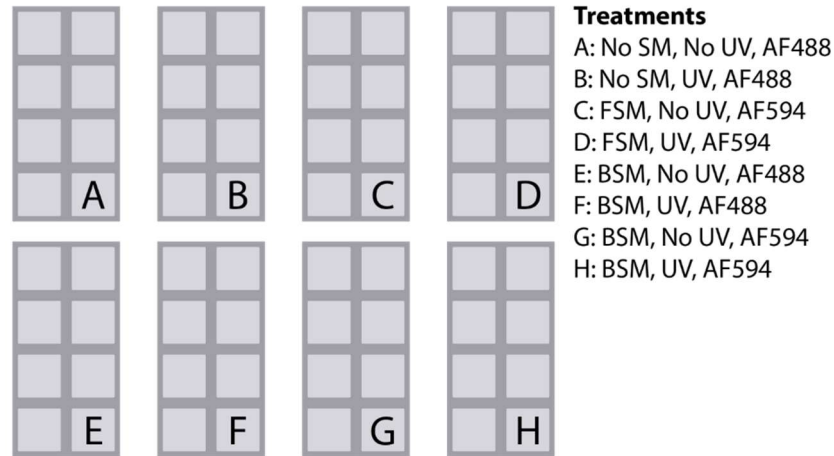 Treatments
A: No SM, No UV, AF488
B: No SM, UV, AF488
C: FSM, No UV, AF594
D: FSM, UV, AF594
E: BSM, No UV, AF488
F: BSM, UV, AF488
G: BSM, No UV, AF594
H: BSM, UV, AF594
A B C D
E F G H